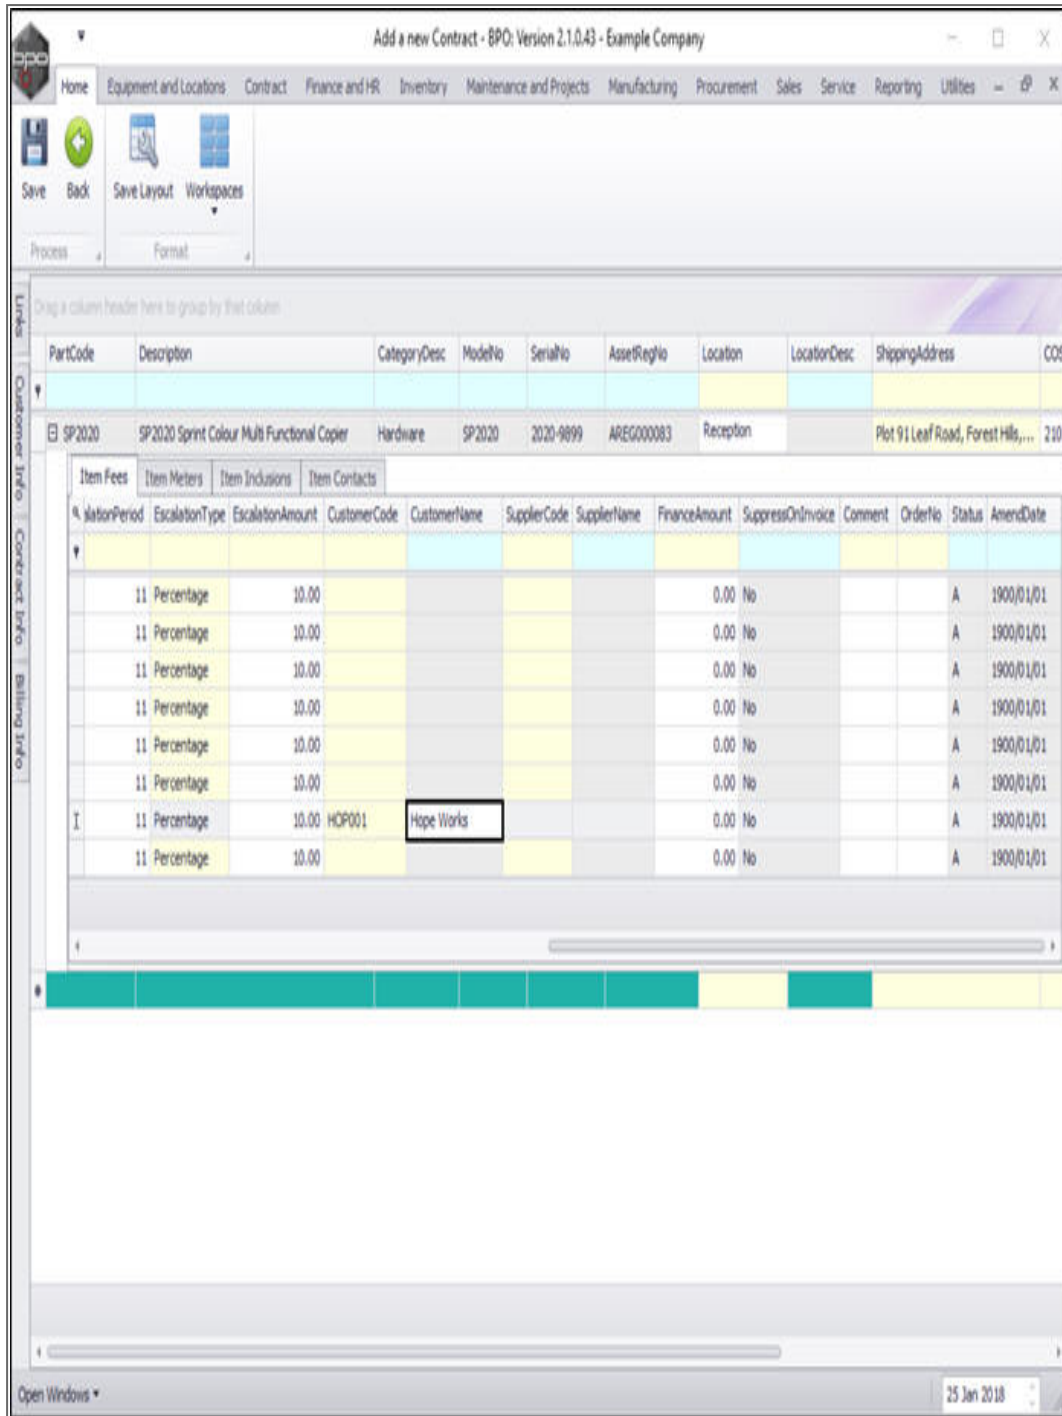 Add a new Contract - BPO: Version 2.1.0.43 - Example Company
bpo
Home Equipment and Locations Contract Finance and HR Inventory Maintenance and Projects Manufacturing Procurement Sales Service Reporting Utilities
Save Back Save Layout Workspaces
Process Format
Links
Customer Info
Contract Info
Billing Info
Drag a column header here to group by that column
PartCode Description CategoryDesc ModelNo SerialNo AssetRegNo Location LocationDesc ShippingAddress COS
SP2020 SP2020 Sprint Colour Multi Functional Copier Hardware SP2020 2020-9899 AREG000083 Reception Plot 91 Leaf Road, Forest Hills,... 210
Item Fees Item Meters Item Inclusions Item Contacts
alationPeriod EscalationType EscalationAmount CustomerCode CustomerName SupplierCode SupplierName FinanceAmount SuppressOnInvoice Comment OrderNo Status AmendDate
11 Percentage 10.00 0.00 No A 1900/01/01
11 Percentage 10.00 0.00 No A 1900/01/01
11 Percentage 10.00 0.00 No A 1900/01/01
11 Percentage 10.00 0.00 No A 1900/01/01
11 Percentage 10.00 0.00 No A 1900/01/01
11 Percentage 10.00 0.00 No A 1900/01/01
11 Percentage 10.00 HOP001 Hope Works 0.00 No A 1900/01/01
11 Percentage 10.00 0.00 No A 1900/01/01
Open Windows 25 Jan 2018